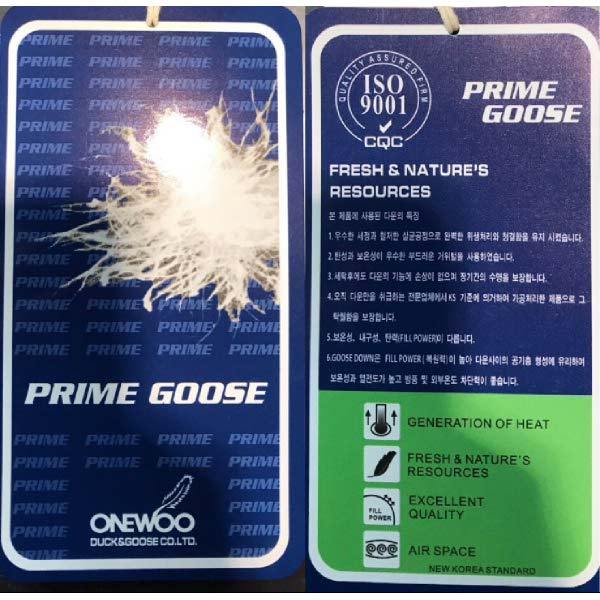 PRIME PRIME PRIME PRIME
PRIME GOOSE
PRIME PRIME PRIME PRIME
PRIME PRIME PRIME PRIME
ONEWOO
DUCK&GOOSE CO.LTD.
QUALITY ASSURED FIRM
ISO
9001
CQC
PRIME
GOOSE
FRESH & NATURE'S
RESOURCES
본 제품에 사용된 다운의 특징
1.우수한 세정과 철저한 살균공정으로 완벽한 위생처리와 청결함을 유지 시켰습니다.
2.탄성과 보온성이 우수한 부드러운 거위털을 사용하였습니다.
3.세탁후에도 다운의 기능에 손상이 없으며 장기간의 수명을 보장합니다.
4.오직 다운만을 취급하는 전문업체에서 KS 기준에 의거하여 가공처리한 제품으로 그
탁월함을 보장합니다.
5.보온성, 내구성, 탄력(FILL POWER)이 다릅니다.
6.GOOSE DOWN은 FILL POWER ( 복원력 ) 이 높아 다운사이의 공기층 형성에 유리하며
보온성과 열전도가 높고 방풍 및 외부온도 차단력이 좋습니다.
GENERATION OF HEAT
FRESH & NATURE'S
RESOURCES
FILL
POWER
EXCELLENT
QUALITY
AIR SPACE
NEW KOREA STANDARD